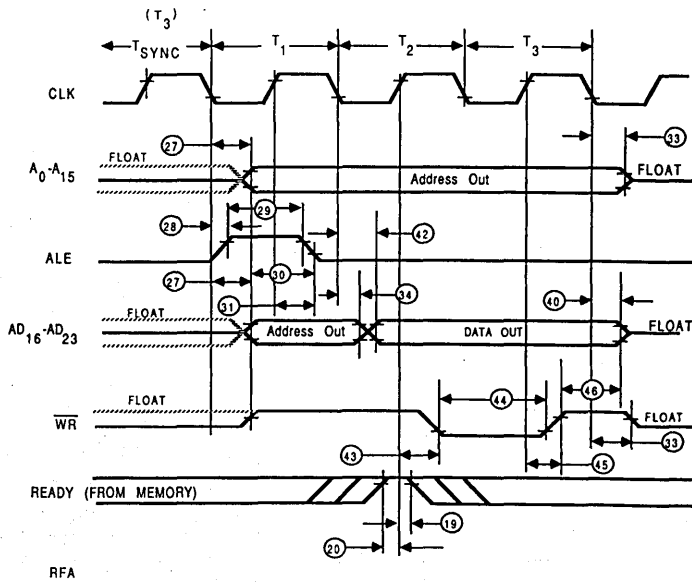 (T3)
TSYNC T1 T2 T3
CLK
27 33
FLOAT FLOAT
A0-A15 Address Out
29
28 42
ALE
27 30
31 34 40
FLOAT
AD16-AD23 Address Out DATA OUT FLOAT
44 46
FLOAT FLOAT
WR
43 45 33
READY (FROM MEMORY)
19
20
RFA